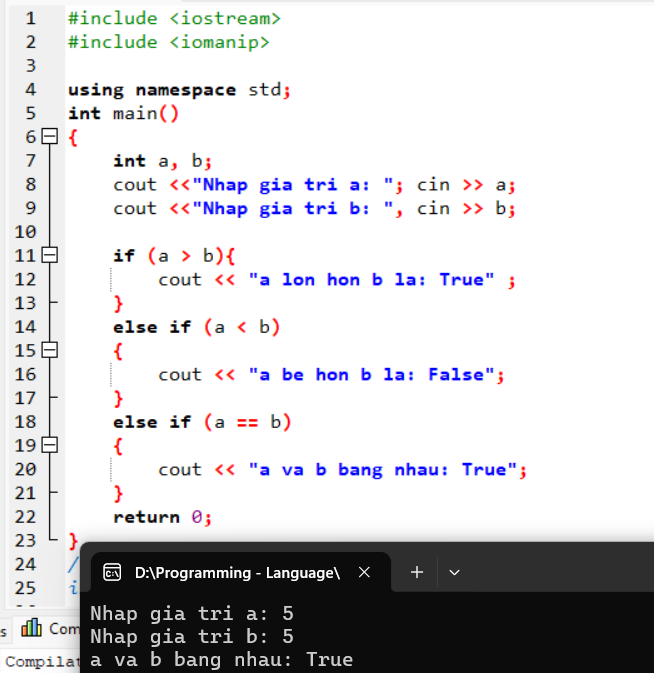 1 #include <iostream>
2 #include <iomanip>
3
4 using namespace std;
5 int main()
6 {
7 int a, b;
8 cout <<"Nhap gia tri a: "; cin >> a;
9 cout <<"Nhap gia tri b: ", cin >> b;
10
11 if (a > b){
12 cout << "a lon hon b la: True" ;
13 }
14 else if (a < b)
15 {
16 cout << "a be hon b la: False";
17 }
18 else if (a == b)
19 {
20 cout << "a va b bang nhau: True";
21 }
22 return 0;
23 }
24 /
25 i
D:\Programming - Language\
Nhap gia tri a: 5
Nhap gia tri b: 5
a va b bang nhau: True
s Com
Compilat